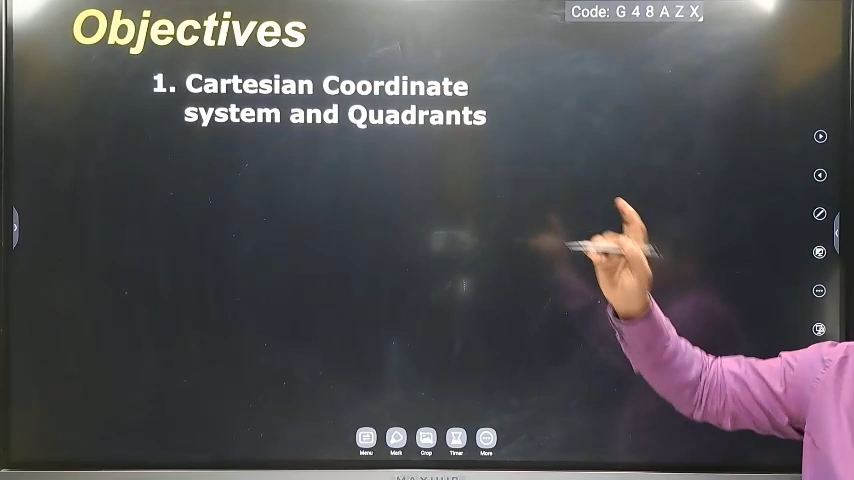 Objectives
Code: G 4 8 A Z X
1. Cartesian Coordinate
system and Quadrants
Menu Mark Crop Timer More